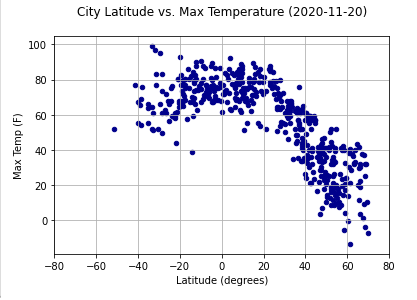 City Latitude vs. Max Temperature (2020-11-20)
100
80
60
40
20
0
Max Temp (F)
−80 −60 −40 −20 0 20 40 60 80
Latitude (degrees)